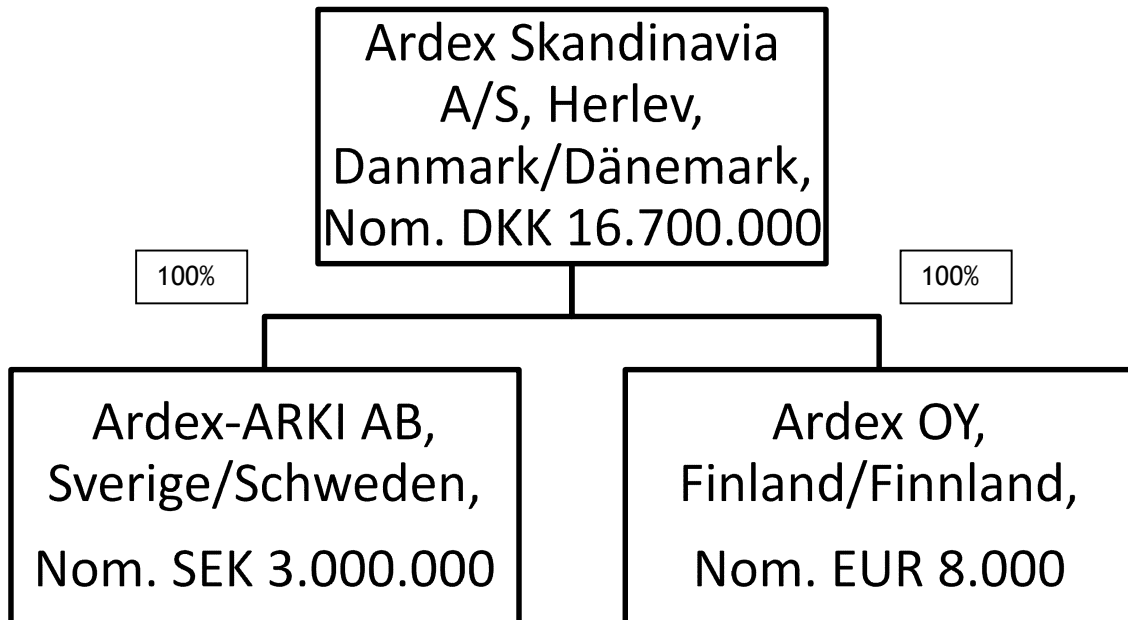 Ardex Skandinavia
A/S, Herlev,
Danmark/Dänemark,
Nom. DKK 16.700.000
100%
100%
Ardex-ARKI AB,
Sverige/Schweden,
Nom. SEK 3.000.000
Ardex OY,
Finland/Finnland,
Nom. EUR 8.000